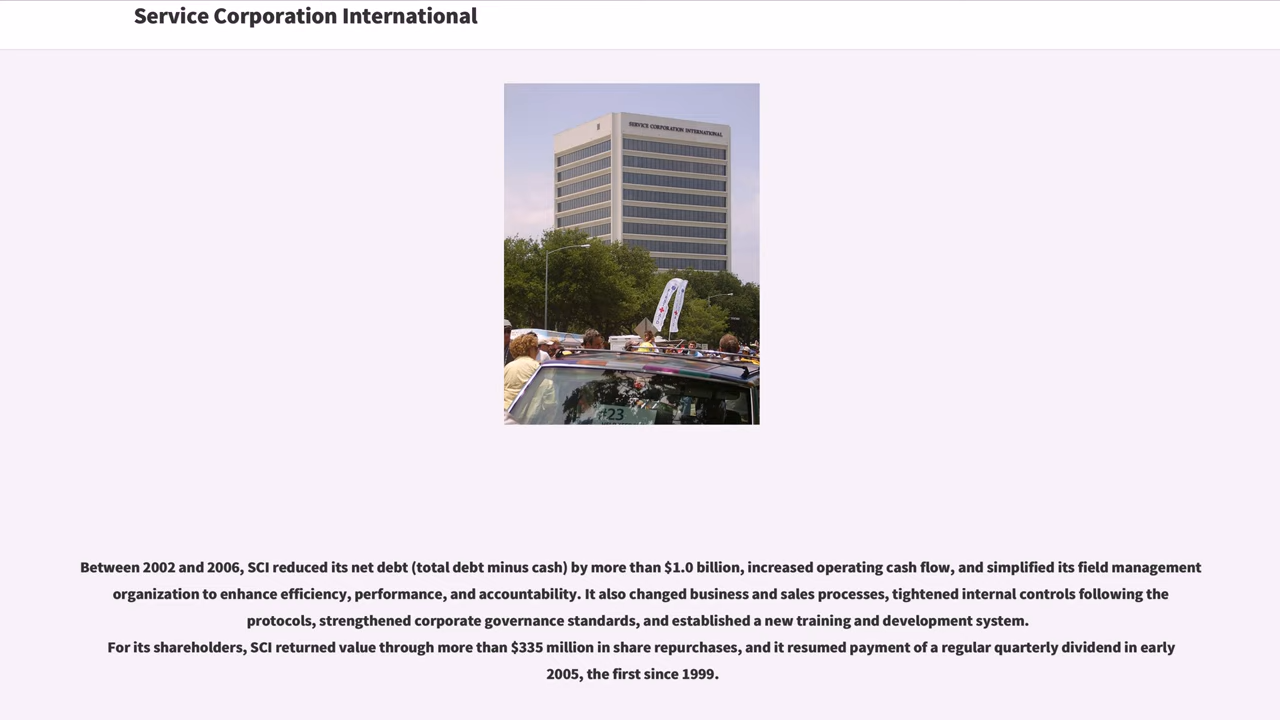 Service Corporation International
SERVICE CORPORATION INTERNATIONAL
#23
Between 2002 and 2006, SCI reduced its net debt (total debt minus cash) by more than $1.0 billion, increased operating cash flow, and simplified its field management
organization to enhance efficiency, performance, and accountability. It also changed business and sales processes, tightened internal controls following the
protocols, strengthened corporate governance standards, and established a new training and development system.
For its shareholders, SCI returned value through more than $335 million in share repurchases, and it resumed payment of a regular quarterly dividend in early
2005, the first since 1999.